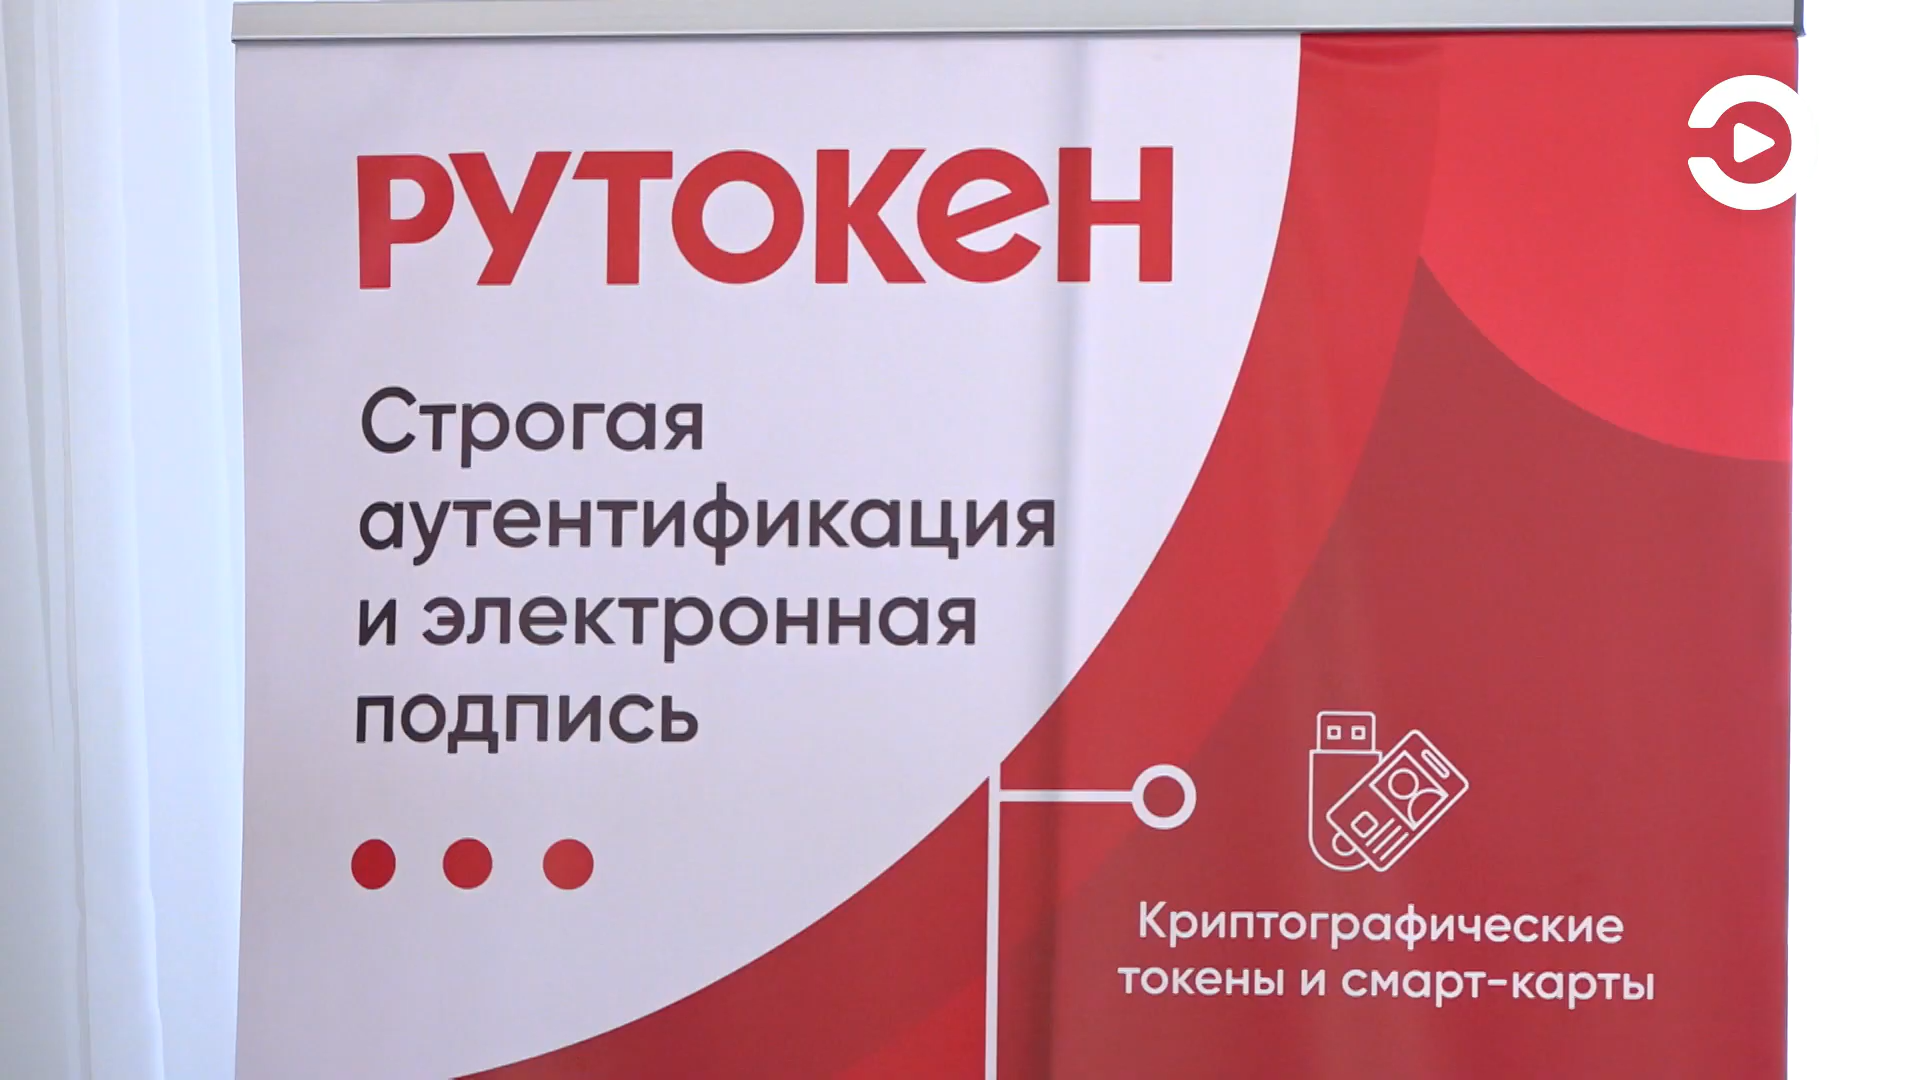 РУТОКЕН
Строгая
аутентификация
и электронная
подпись
Криптографические
токены и смарт-карты